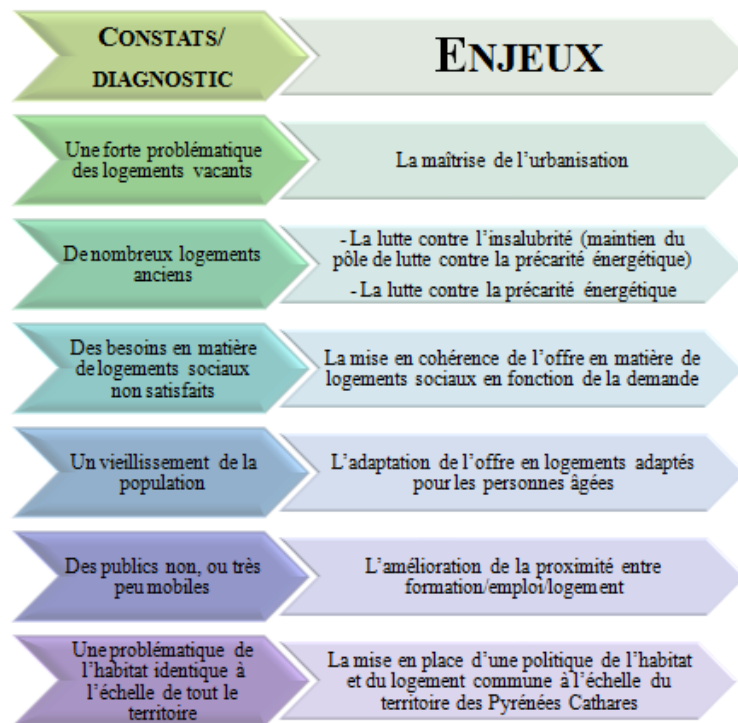 CONSTATS/
DIAGNOSTIC
ENJEUX
Une forte problématique
des logements vacants
La maîtrise de l'urbanisation
De nombreux logements
anciens
- La lutte contre l'insalubrité (maintien du
pôle de lutte contre la précarité énergétique)
- La lutte contre la précarité énergétique
Des besoins en matière
de logements sociaux
non satisfaits
La mise en cohérence de l'offre en matière de
logements sociaux en fonction de la demande
Un vieillissement de la
population
L'adaptation de l'offre en logements adaptés
pour les personnes âgées
Des publics non, ou très
peu mobiles
L'amélioration de la proximité entre
formation/emploi/logement
Une problématique de
l'habitat identique à
l'échelle de tout le
territoire
La mise en place d'une politique de l'habitat
et du logement commune à l'échelle du
territoire des Pyrénées Cathares